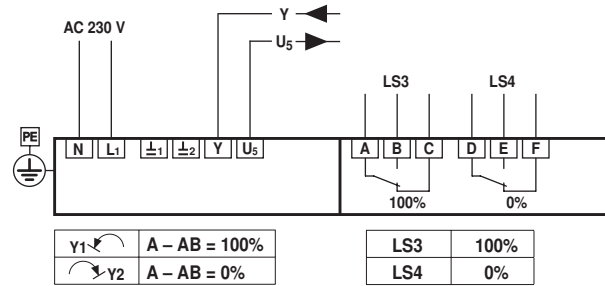 Y
AC 230 V
U5
LS3 LS4
PE
N L1 ⏚1 ⏚2 Y U5 A B C D E F
100% 0%
Y1 A – AB = 100%
Y2 A – AB = 0%
LS3 100%
LS4 0%